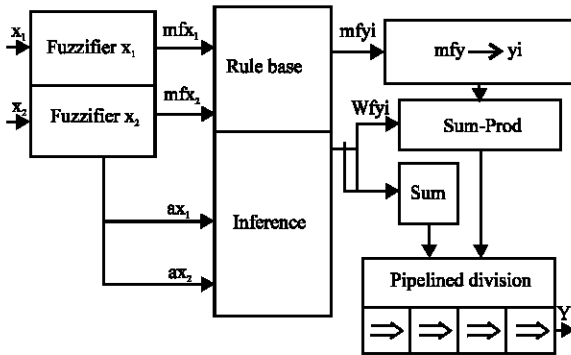 x₁
Fuzzifier x₁
mfx₁
x₂
Fuzzifier x₂
mfx₂
Rule base
mfyi
mfy yi
Wfyi
Sum-Prod
ax₁
Inference
Sum
ax₂
Pipelined division
Y